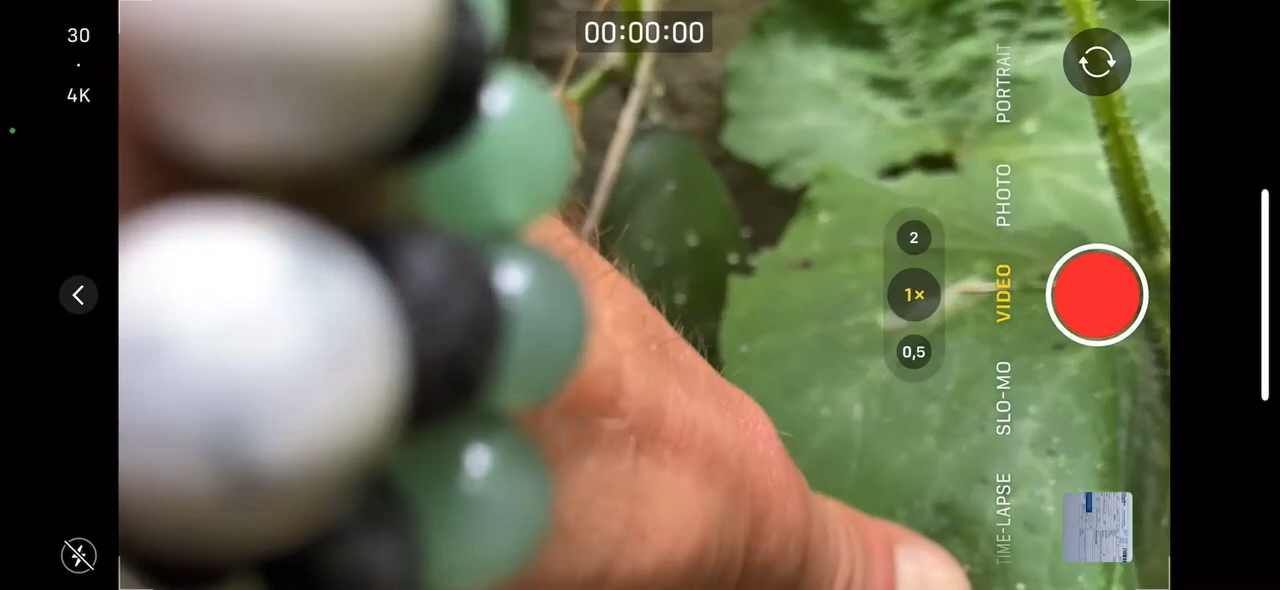 30
4K
00:00:00
PORTRAIT
PHOTO
VIDEO
SLO-MO
TIME-LAPSE
2
1×
0,5